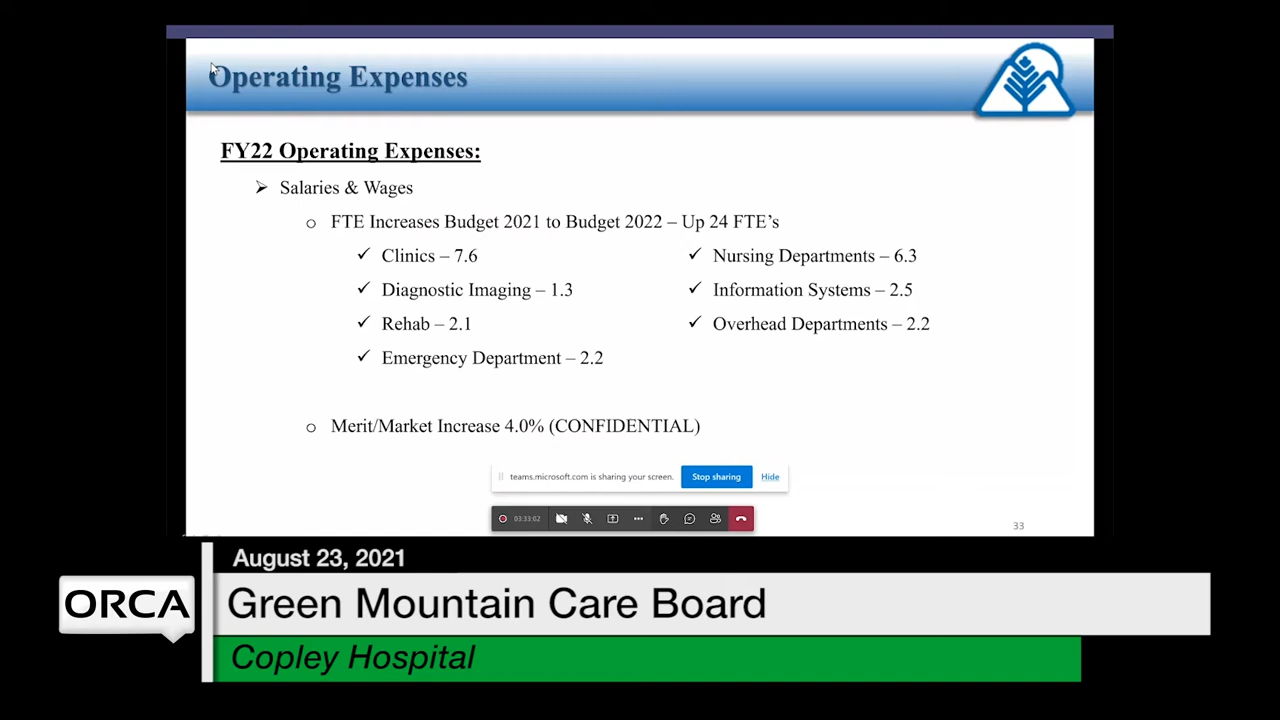 Operating Expenses
FY22 Operating Expenses:
Salaries & Wages
FTE Increases Budget 2021 to Budget 2022 – Up 24 FTE's
Clinics – 7.6
Nursing Departments – 6.3
Diagnostic Imaging – 1.3
Information Systems – 2.5
Rehab – 2.1
Overhead Departments – 2.2
Emergency Department – 2.2
Merit/Market Increase 4.0% (CONFIDENTIAL)
teams.microsoft.com is sharing your screen. Stop sharing Hide
03:33:02
33
August 23, 2021
ORCA
Green Mountain Care Board
Copley Hospital